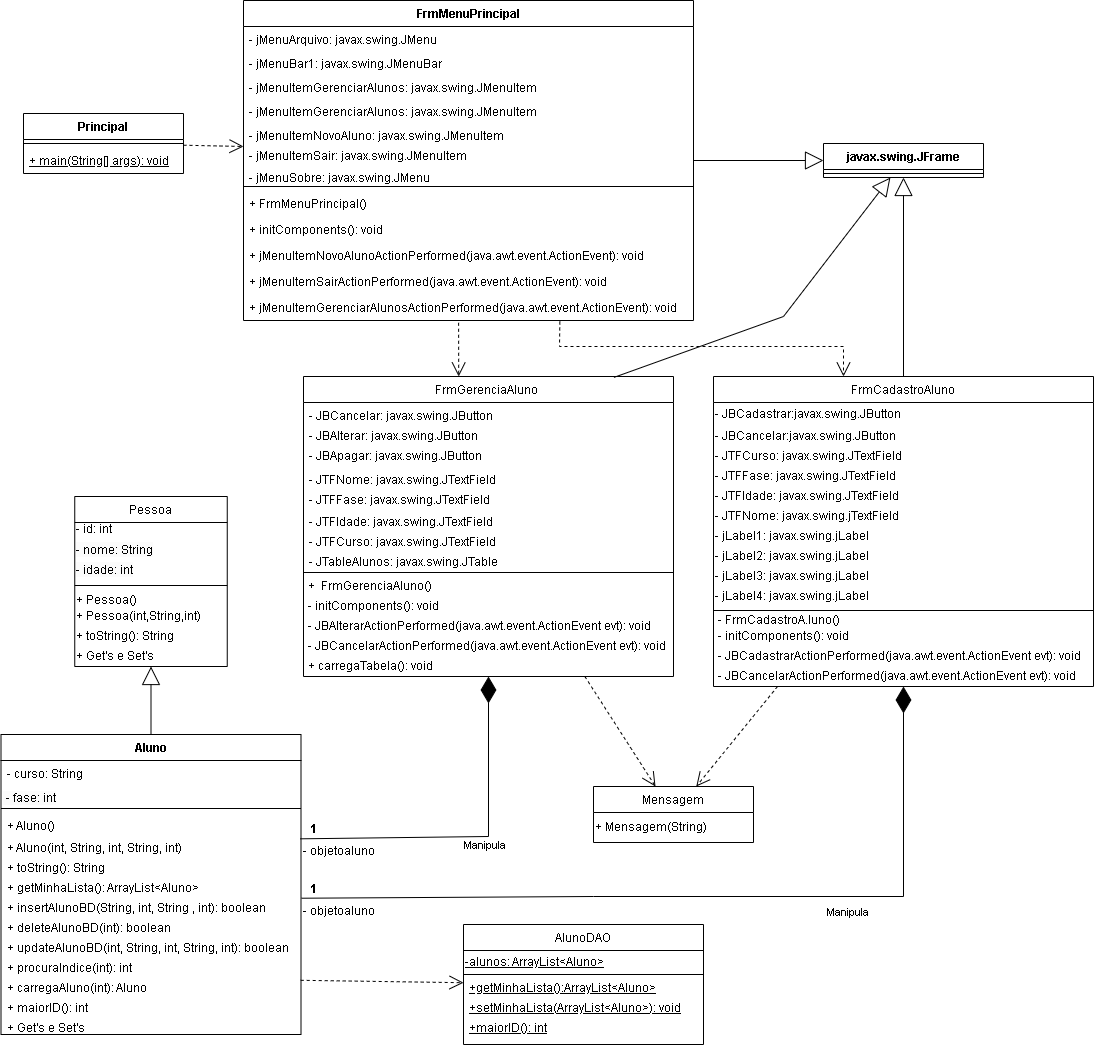 FrmMenuPrincipal
- jMenuArquivo: javax.swing.JMenu
- jMenuBar1: javax.swing.JMenuBar
- jMenuItemGerenciarAlunos: javax.swing.JMenuItem
- jMenuItemGerenciarAlunos: javax.swing.JMenuItem
- jMenuItemNovoAluno: javax.swing.JMenuItem
- jMenuItemSair: javax.swing.JMenuItem
- jMenuSobre: javax.swing.JMenu
+ FrmMenuPrincipal()
+ initComponents(): void
+ jMenuItemNovoAlunoActionPerformed(java.awt.event.ActionEvent): void
+ jMenuItemSairActionPerformed(java.awt.event.ActionEvent): void
+ jMenuItemGerenciarAlunosActionPerformed(java.awt.event.ActionEvent): void
Principal
+ main(String[] args): void
javax.swing.JFrame
FrmGerenciaAluno
- JBCancelar: javax.swing.JButton
- JBAlterar: javax.swing.JButton
- JBApagar: javax.swing.JButton
- JTFNome: javax.swing.JTextField
- JTFFase: javax.swing.JTextField
- JTFIdade: javax.swing.JTextField
- JTFCurso: javax.swing.JTextField
- JTableAlunos: javax.swing.JTable
+ FrmGerenciaAluno()
- initComponents(): void
- JBAlterarActionPerformed(java.awt.event.ActionEvent evt): void
- JBCancelarActionPerformed(java.awt.event.ActionEvent evt): void
+ carregaTabela(): void
FrmCadastroAluno
- JBCadastrar:javax.swing.JButton
- JBCancelar:javax.swing.JButton
- JTFCurso: javax.swing.JTextField
- JTFFase: javax.swing.JTextField
- JTFIdade: javax.swing.JTextField
- JTFNome: javax.swing.jTextField
- jLabel1: javax.swing.jLabel
- jLabel2: javax.swing.jLabel
- jLabel3: javax.swing.jLabel
- jLabel4: javax.swing.jLabel
- FrmCadastroA.luno()
- initComponents(): void
- JBCadastrarActionPerformed(java.awt.event.ActionEvent evt): void
- JBCancelarActionPerformed(java.awt.event.ActionEvent evt): void
Pessoa
- id: int
- nome: String
- idade: int
+ Pessoa()
+ Pessoa(int,String,int)
+ toString(): String
+ Get's e Set's
Aluno
- curso: String
- fase: int
+ Aluno()
+ Aluno(int, String, int, String, int)
+ toString(): String
+ getMinhaLista(): ArrayList<Aluno>
+ insertAlunoBD(String, int, String , int): boolean
+ deleteAlunoBD(int): boolean
+ updateAlunoBD(int, String, int, String, int): boolean
+ procuraIndice(int): int
+ carregaAluno(int): Aluno
+ maiorID(): int
+ Get's e Set's
1
- objetoaluno
Manipula
1
- objetoaluno
Manipula
Mensagem
+ Mensagem(String)
AlunoDAO
-alunos: ArrayList<Aluno>
+getMinhaLista():ArrayList<Aluno>
+setMinhaLista(ArrayList<Aluno>): void
+maiorID(): int